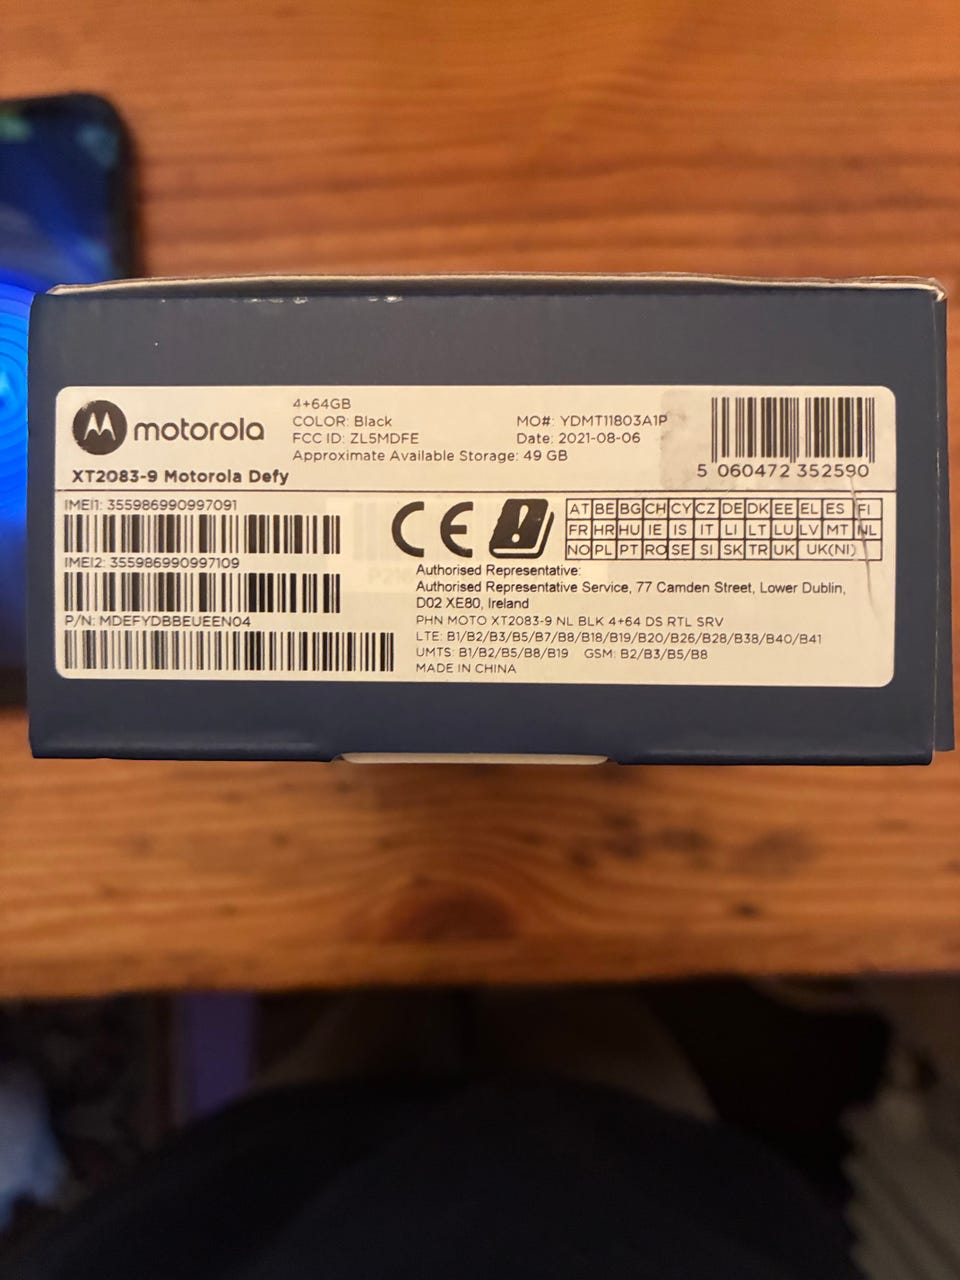 motorola
XT2083-9 Motorola Defy
4+64GB
COLOR: Black
FCC ID: ZL5MDFE
Approximate Available Storage: 49 GB
MO#: YDMT11803A1P
Date: 2021-08-06
5 060472 352590
IMEI1: 355986990997091
IMEI2: 355986990997109
P/N: MDEFYDBBEUEEN04
CE
AT BE BG CH CY CZ DE DK EE EL ES FI
FR HR HU IE IS IT LI LT LU LV MT NL
NO PL PT RO SE SI SK TR UK UK(NI)
Authorised Representative:
Authorised Representative Service, 77 Camden Street, Lower Dublin,
D02 XE80, Ireland
PHN MOTO XT2083-9 NL BLK 4+64 DS RTL SRV
LTE: B1/B2/B3/B5/B7/B8/B18/B19/B20/B26/B28/B38/B40/B41
UMTS: B1/B2/B5/B8/B19 GSM: B2/B3/B5/B8
MADE IN CHINA